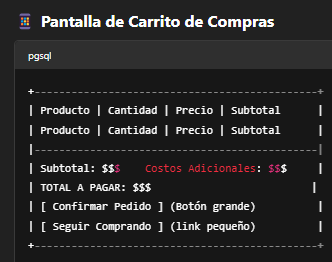 Pantalla de Carrito de Compras
pgsql
+--------------------------------------------+
| Producto | Cantidad | Precio | Subtotal      |
| Producto | Cantidad | Precio | Subtotal      |
|--------------------------------------------|
| Subtotal: $$$    Costos Adicionales: $$$     |
| TOTAL A PAGAR: $$$                         |
| [ Confirmar Pedido ] (Botón grande)          |
| [ Seguir Comprando ] (link pequeño)          |
+--------------------------------------------+